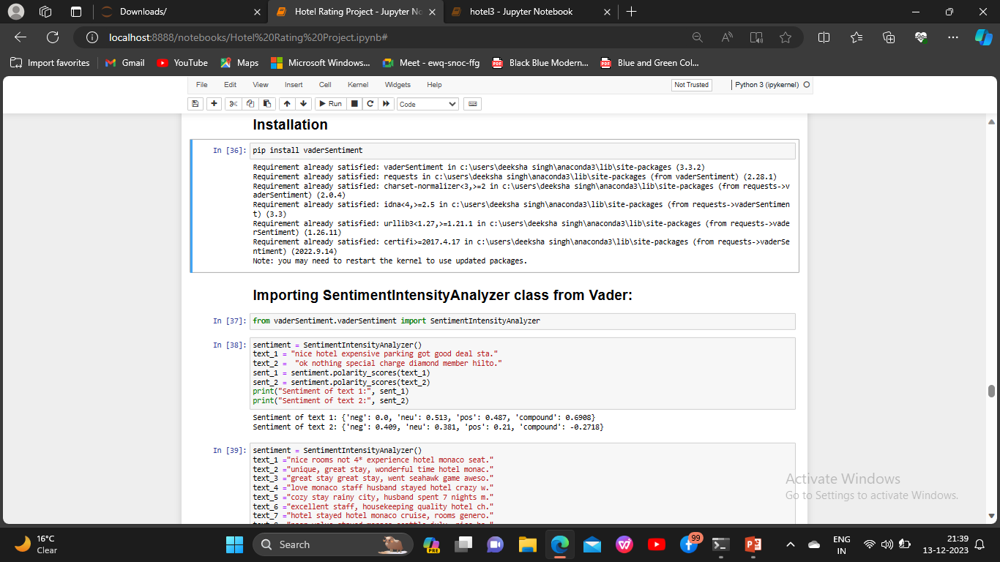 Downloads/
Hotel Rating Project - Jupyter No
hotel3 - Jupyter Notebook
localhost:8888/notebooks/Hotel%20Rating%20Project.ipynb#
Import favorites
Gmail
YouTube
Maps
Microsoft Windows...
Meet - ewq-snoc-ffg
PDF
Black Blue Modern...
PDF
Blue and Green Col...
File Edit View Insert Cell Kernel Widgets Help
Not Trusted
Python 3 (ipykernel)
Run
Code
Installation
In [36]: pip install vaderSentiment
Requirement already satisfied: vaderSentiment in c:\users\deeksha singh\anaconda3\lib\site-packages (3.3.2)
Requirement already satisfied: requests in c:\users\deeksha singh\anaconda3\lib\site-packages (from vaderSentiment) (2.28.1)
Requirement already satisfied: charset-normalizer<3,>=2 in c:\users\deeksha singh\anaconda3\lib\site-packages (from requests->v
aderSentiment) (2.0.4)
Requirement already satisfied: idna<4,>=2.5 in c:\users\deeksha singh\anaconda3\lib\site-packages (from requests->vaderSentimen
t) (3.3)
Requirement already satisfied: urllib3<1.27,>=1.21.1 in c:\users\deeksha singh\anaconda3\lib\site-packages (from requests->vade
rSentiment) (1.26.11)
Requirement already satisfied: certifi>=2017.4.17 in c:\users\deeksha singh\anaconda3\lib\site-packages (from requests->vaderSe
ntiment) (2022.9.14)
Note: you may need to restart the kernel to use updated packages.
Importing SentimentIntensityAnalyzer class from Vader:
In [37]: from vaderSentiment.vaderSentiment import SentimentIntensityAnalyzer
In [38]: sentiment = SentimentIntensityAnalyzer()
text_1 = "nice hotel expensive parking got good deal sta."
text_2 =  "ok nothing special charge diamond member hilto."
sent_1 = sentiment.polarity_scores(text_1)
sent_2 = sentiment.polarity_scores(text_2)
print("Sentiment of text 1:", sent_1)
print("Sentiment of text 2:", sent_2)
Sentiment of text 1: {'neg': 0.0, 'neu': 0.513, 'pos': 0.487, 'compound': 0.6908}
Sentiment of text 2: {'neg': 0.409, 'neu': 0.381, 'pos': 0.21, 'compound': -0.2718}
In [39]: sentiment = SentimentIntensityAnalyzer()
text_1 ="nice rooms not 4* experience hotel monaco seat."
text_2 ="unique, great stay, wonderful time hotel monac."
text_3 ="great stay great stay, went seahawk game aweso."
text_4 ="love monaco staff husband stayed hotel crazy w."
text_5 ="cozy stay rainy city, husband spent 7 nights m."
text_6 ="excellent staff, housekeeping quality hotel ch."
text_7 ="hotel stayed hotel monaco cruise, rooms genero."
Activate Windows
Go to Settings to activate Windows.
16°C
Clear
Search
PRE
99
ENG
IN
21:39
13-12-2023